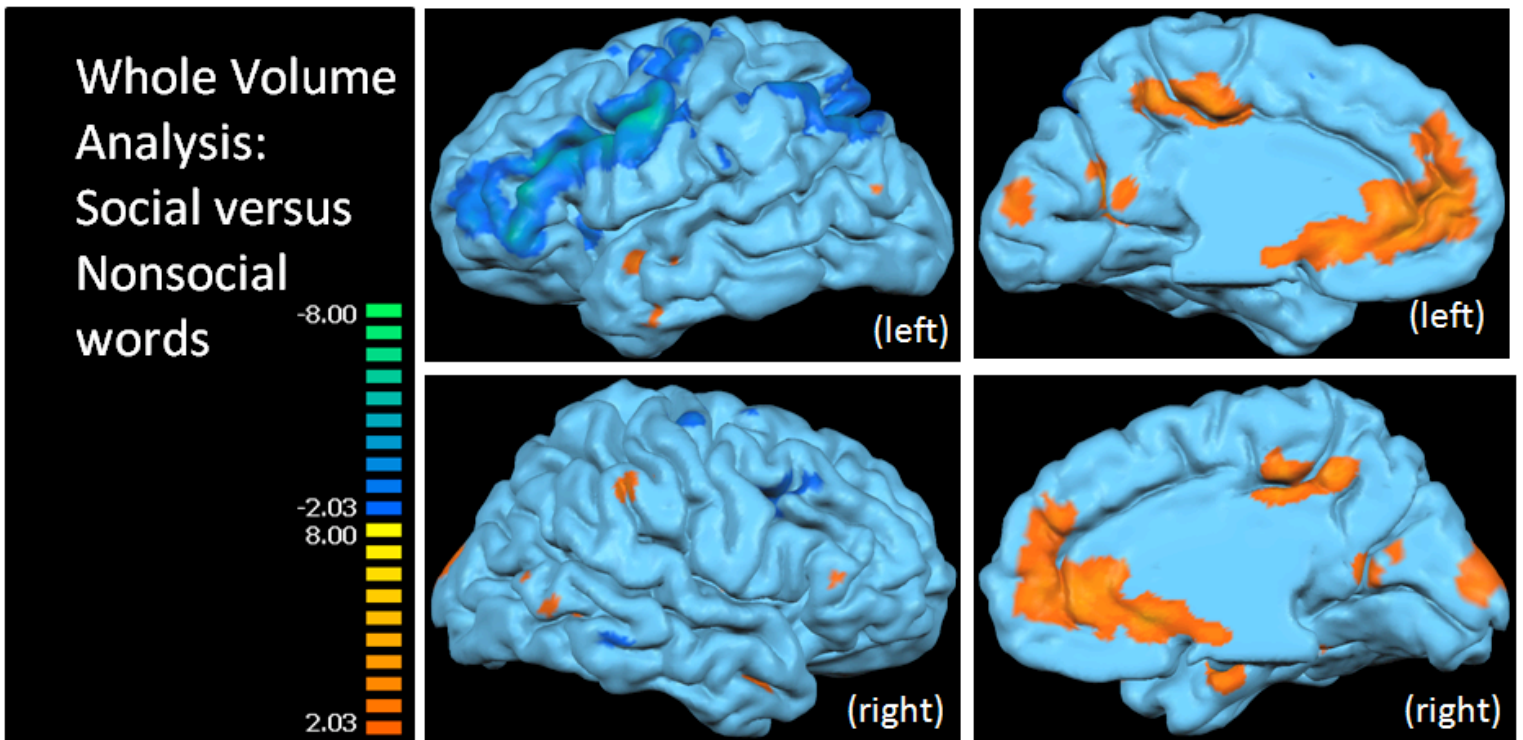 Whole Volume
Analysis:
Social versus
Nonsocial
words
-8.00
-2.03
8.00
2.03
(left)
(left)
(right)
(right)